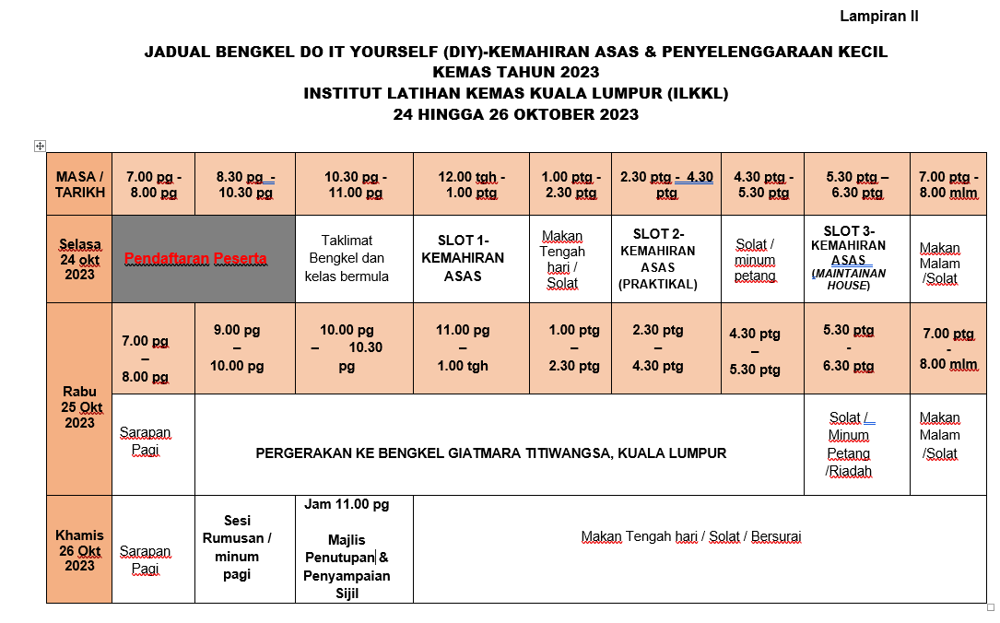 Lampiran II
JADUAL BENGKEL DO IT YOURSELF (DIY)-KEMAHIRAN ASAS & PENYELENGGARAAN KECIL
KEMAS TAHUN 2023
INSTITUT LATIHAN KEMAS KUALA LUMPUR (ILKKL)
24 HINGGA 26 OKTOBER 2023
MASA /
TARIKH
7.00 pg -
8.00 pg
8.30 pg -
10.30 pg
10.30 pg -
11.00 pg
12.00 tgh -
1.00 ptg
1.00 ptg -
2.30 ptg
2.30 ptg - 4.30
ptg
4.30 ptg -
5.30 ptg
5.30 ptg –
6.30 ptg
7.00 ptg -
8.00 mlm
Selasa
24 okt
2023
Pendaftaran Peserta
Taklimat
Bengkel dan
kelas bermula
SLOT 1-
KEMAHIRAN
ASAS
Makan
Tengah
hari /
Solat
SLOT 2-
KEMAHIRAN
ASAS
(PRAKTIKAL)
Solat /
minum
petang
SLOT 3-
KEMAHIRAN
ASAS
(MAINTAINAN
HOUSE)
Makan
Malam
/Solat
Rabu
25 Okt
2023
7.00 pg
–
8.00 pg
9.00 pg
–
10.00 pg
10.00 pg
– 10.30
pg
11.00 pg
–
1.00 tgh
1.00 ptg
–
2.30 ptg
2.30 ptg
–
4.30 ptg
4.30 ptg
–
5.30 ptg
5.30 ptg
-
6.30 ptg
7.00 ptg
-
8.00 mlm
Sarapan
Pagi
PERGERAKAN KE BENGKEL GIATMARA TITIWANGSA, KUALA LUMPUR
Solat /
Minum
Petang
/Riadah
Makan
Malam
/Solat
Khamis
26 Okt
2023
Sarapan
Pagi
Sesi
Rumusan /
minum
pagi
Jam 11.00 pg
Majlis
Penutupan &
Penyampaian
Sijil
Makan Tengah hari / Solat / Bersurai